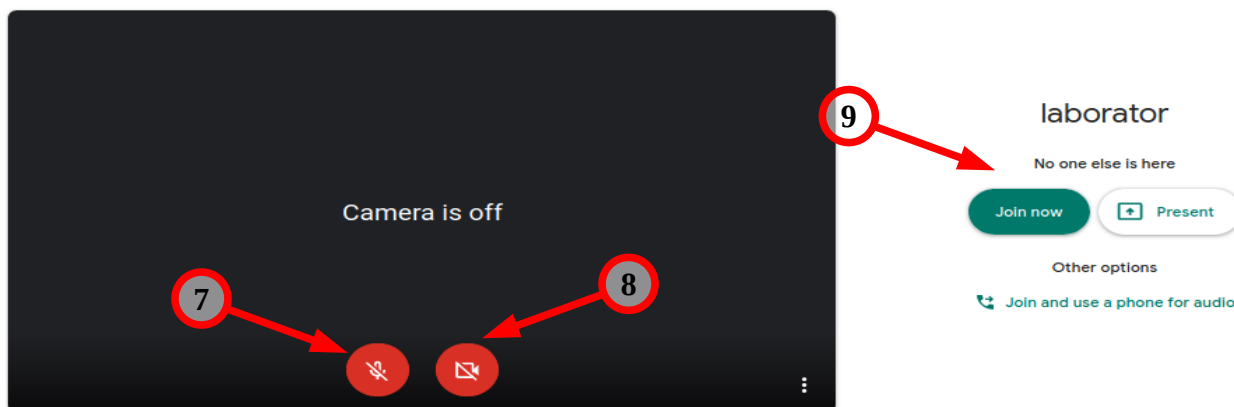 Camera is off
7
8
9
laborator
No one else is here
Join now
Present
Other options
Join and use a phone for audio